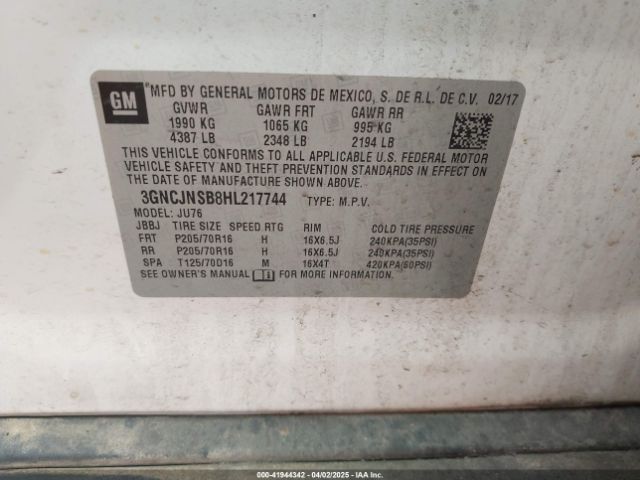 GM
MFD BY GENERAL MOTORS DE MEXICO, S. DE R.L. DE C.V. 02/17
GVWR GAWR FRT GAWR RR
1990 KG 1065 KG 995 KG
4387 LB 2348 LB 2194 LB
THIS VEHICLE CONFORMS TO ALL APPLICABLE U.S. FEDERAL MOTOR
VEHICLE SAFETY AND THEFT PREVENTION STANDARDS IN EFFECT ON
THE DATE OF MANUFACTURE SHOWN ABOVE.
3GNCJNSB8HL217744 TYPE: M.P.V.
MODEL: JU76
JBBJ TIRE SIZE SPEED RTG RIM COLD TIRE PRESSURE
FRT P205/70R16 H 16X6.5J 240KPA(35PSI)
RR P205/70R16 H 16X6.5J 240KPA(35PSI)
SPA T125/70D16 M 16X4T 420KPA(60PSI)
SEE OWNER'S MANUAL FOR MORE INFORMATION.
000-41944342 - 04/02/2025 - IAAI.COM